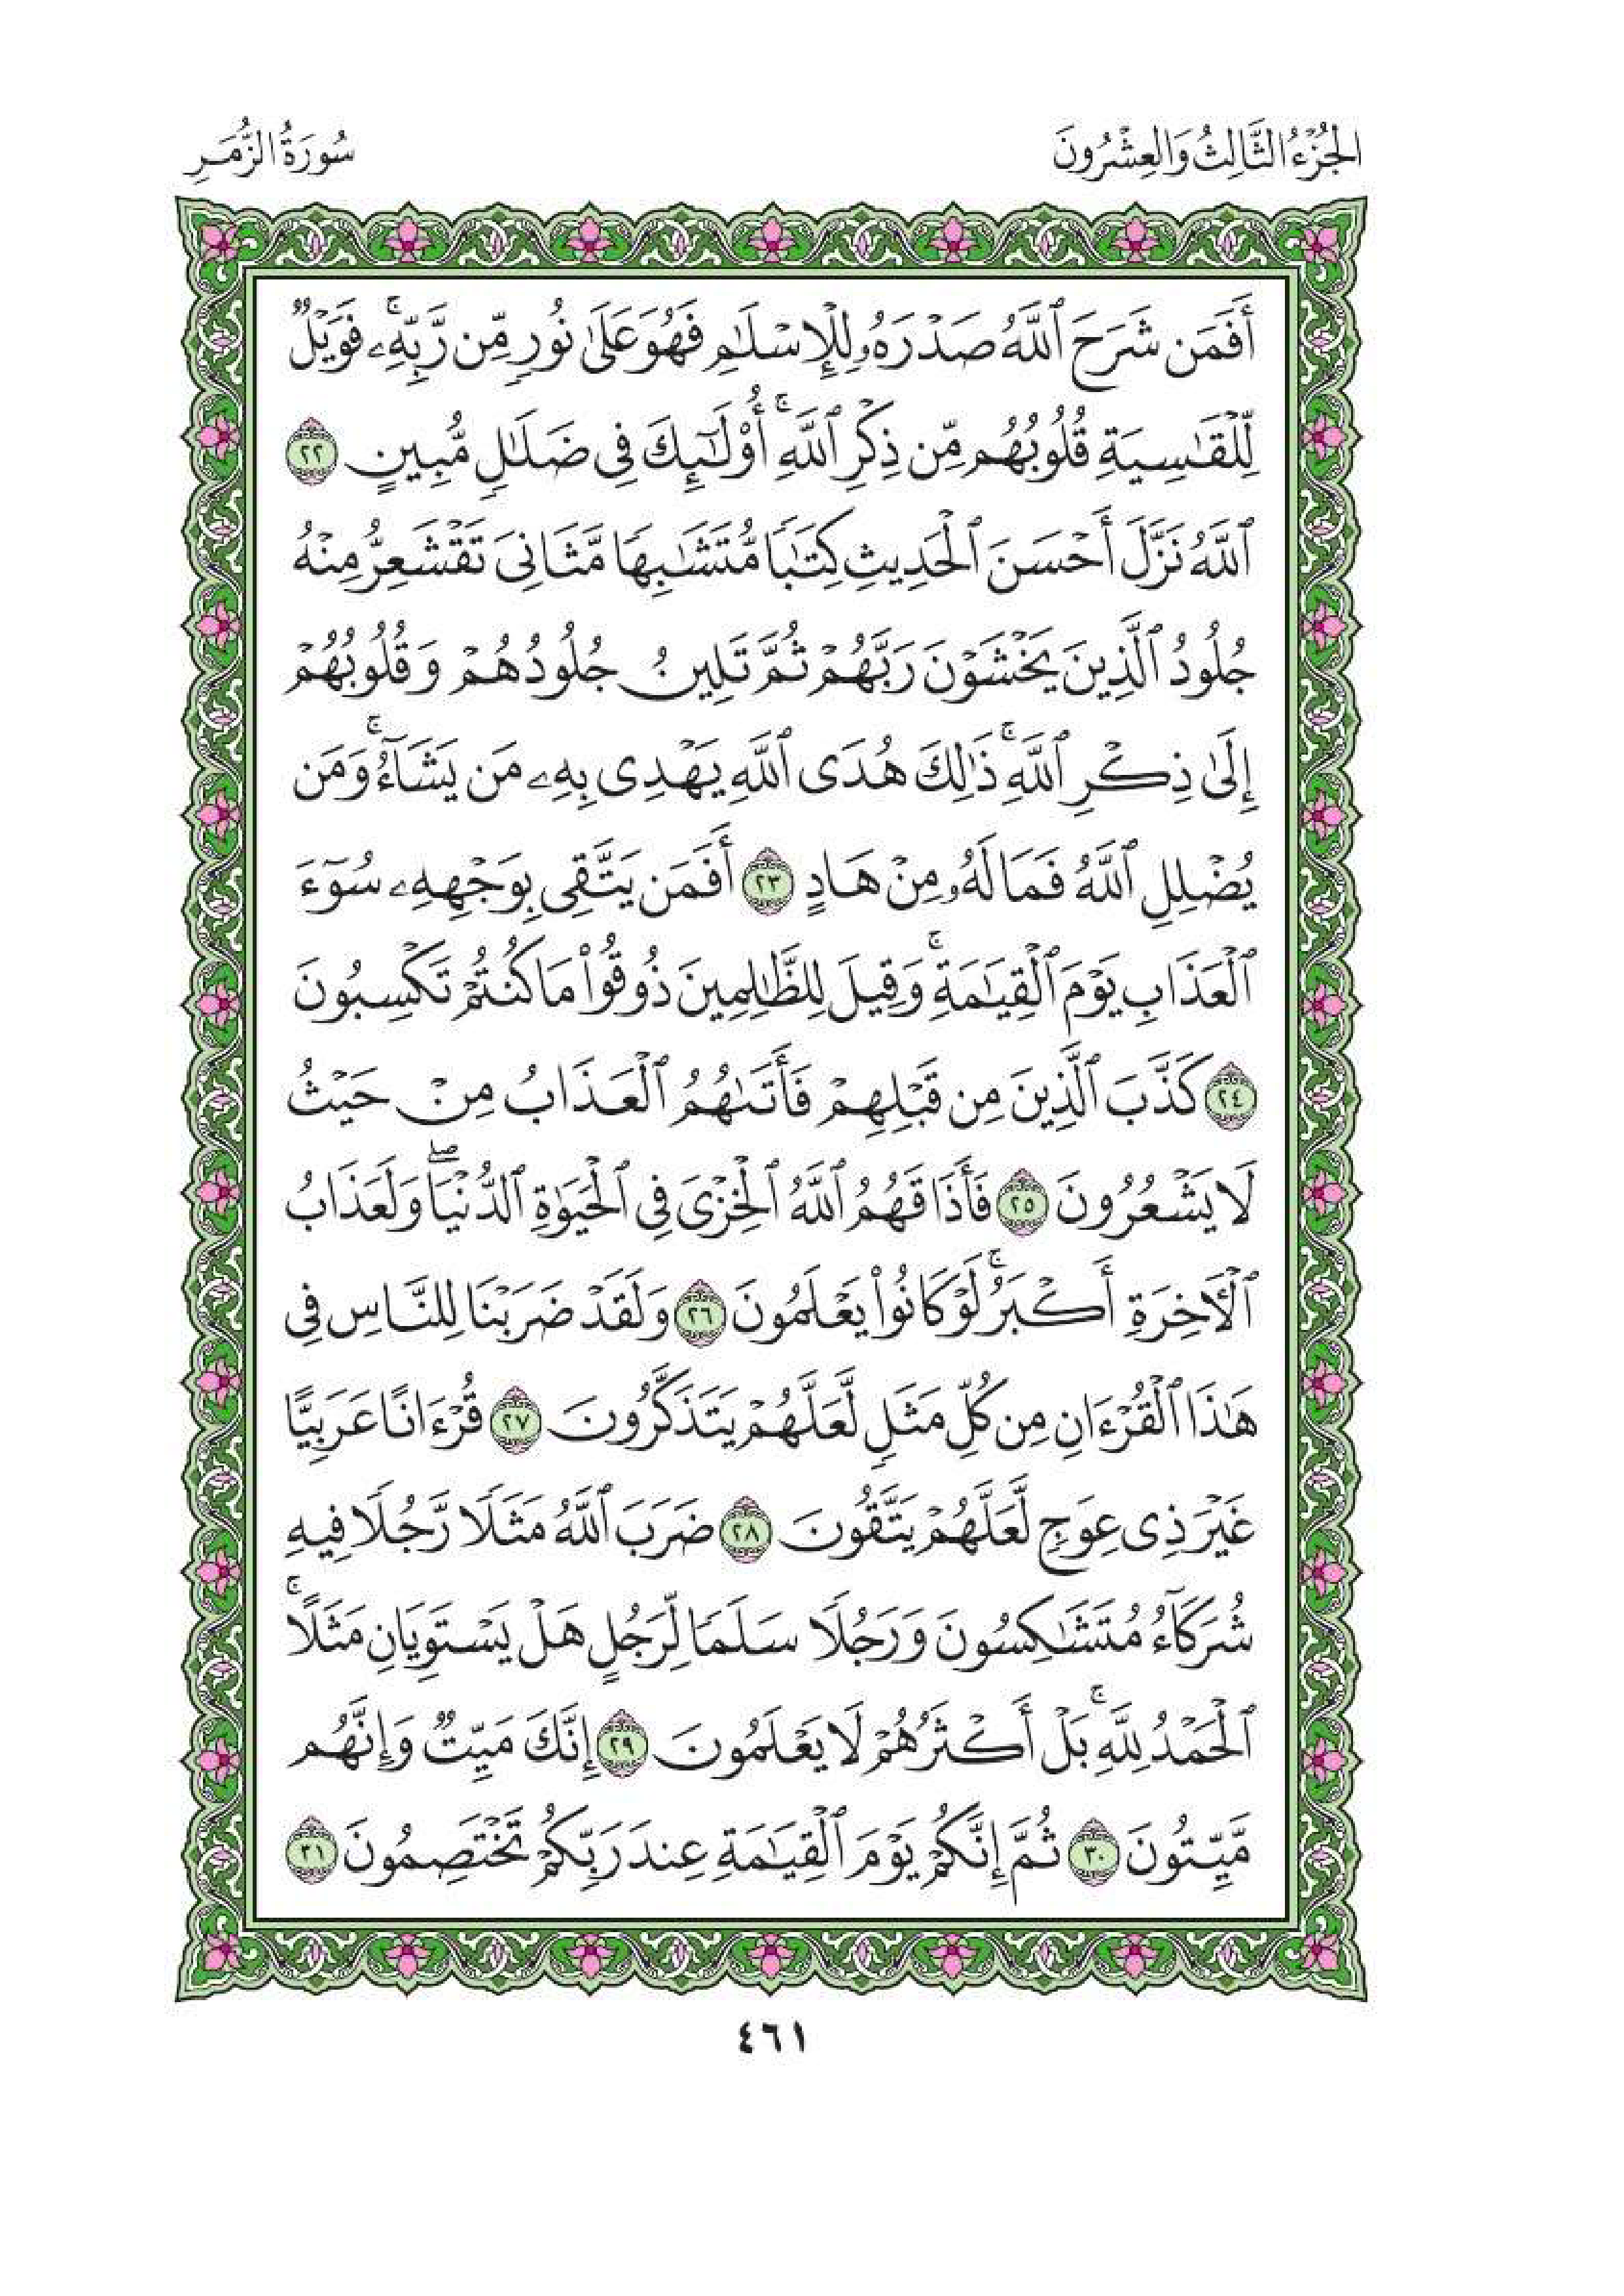 الجُزْءُ الثَّالِثُ وَالعِشْرُونَ
سُورَةُ الزُّمَرِ
أَفَمَن شَرَحَ ٱللَّهُ صَدْرَهُۥ لِلْإِسْلَٰمِ فَهُوَ عَلَىٰ نُورٍ مِّن رَّبِّهِۦ ۚ فَوَيْلٌ
لِّلْقَٰسِيَةِ قُلُوبُهُم مِّن ذِكْرِ ٱللَّهِ ۚ أُو۟لَٰٓئِكَ فِى ضَلَٰلٍ مُّبِينٍ ٢٢
ٱللَّهُ نَزَّلَ أَحْسَنَ ٱلْحَدِيثِ كِتَٰبًا مُّتَشَٰبِهًا مَّثَانِىَ تَقْشَعِرُّ مِنْهُ
جُلُودُ ٱلَّذِينَ يَخْشَوْنَ رَبَّهُمْ ثُمَّ تَلِينُ جُلُودُهُمْ وَقُلُوبُهُمْ
إِلَىٰ ذِكْرِ ٱللَّهِ ۚ ذَٰلِكَ هُدَى ٱللَّهِ يَهْدِى بِهِۦ مَن يَشَآءُ ۚ وَمَن
يُضْلِلِ ٱللَّهُ فَمَا لَهُۥ مِنْ هَادٍ ٢٣ أَفَمَن يَتَّقِى بِوَجْهِهِۦ سُوٓءَ
ٱلْعَذَابِ يَوْمَ ٱلْقِيَٰمَةِ ۚ وَقِيلَ لِلظَّٰلِمِينَ ذُوقُوا۟ مَا كُنتُمْ تَكْسِبُونَ
٢٤ كَذَّبَ ٱلَّذِينَ مِن قَبْلِهِمْ فَأَتَىٰهُمُ ٱلْعَذَابُ مِنْ حَيْثُ
لَا يَشْعُرُونَ ٢٥ فَأَذَاقَهُمُ ٱللَّهُ ٱلْخِزْىَ فِى ٱلْحَيَوٰةِ ٱلدُّنْيَا ۖ وَلَعَذَابُ
ٱلْءَاخِرَةِ أَكْبَرُ ۚ لَوْ كَانُوا۟ يَعْلَمُونَ ٢٦ وَلَقَدْ ضَرَبْنَا لِلنَّاسِ فِى
هَٰذَا ٱلْقُرْءَانِ مِن كُلِّ مَثَلٍ لَّعَلَّهُمْ يَتَذَكَّرُونَ ٢٧ قُرْءَانًا عَرَبِيًّا
غَيْرَ ذِى عِوَجٍ لَّعَلَّهُمْ يَتَّقُونَ ٢٨ ضَرَبَ ٱللَّهُ مَثَلًا رَّجُلًا فِيهِ
شُرَكَآءُ مُتَشَٰكِسُونَ وَرَجُلًا سَلَمًا لِّرَجُلٍ هَلْ يَسْتَوِيَانِ مَثَلًا ۚ
ٱلْحَمْدُ لِلَّهِ ۚ بَلْ أَكْثَرُهُمْ لَا يَعْلَمُونَ ٢٩ إِنَّكَ مَيِّتٌ وَإِنَّهُم
مَّيِّتُونَ ٣٠ ثُمَّ إِنَّكُمْ يَوْمَ ٱلْقِيَٰمَةِ عِندَ رَبِّكُمْ تَخْتَصِمُونَ ٣١
٤٦١